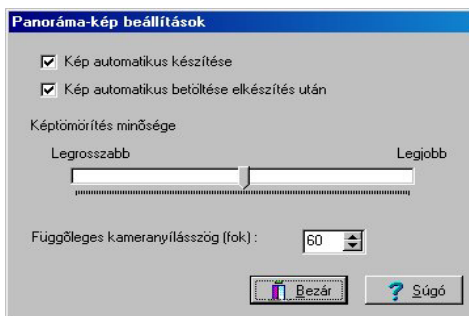 Panoráma-kép beállítások
Kép automatikus készítése
Kép automatikus betöltése elkészítés után
Képtömörítés minősége
Legrosszabb Legjobb
Függõleges kameranyílásszög (fok) : 60
Bezár Súgó